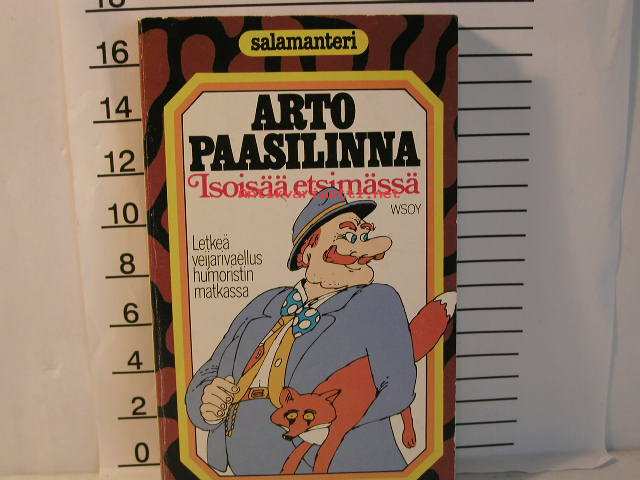 salamanteri
ARTO
PAASILINNA
Isoisää etsimässä
WSOY
Letkeä
veijarivaellus
humoristin
matkassa
16
14
12
10
8
6
4
2
0